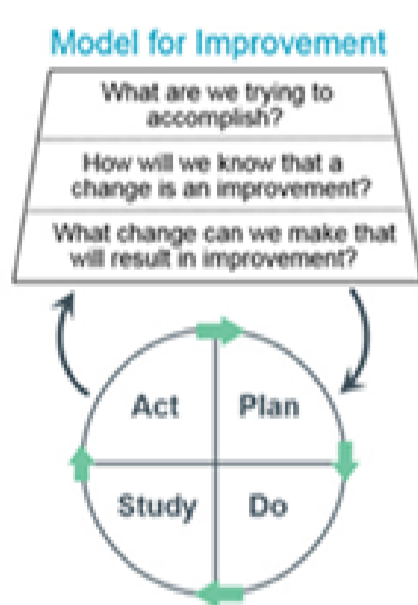 Model for Improvement
What are we trying to
accomplish?
How will we know that a
change is an improvement?
What change can we make that
will result in improvement?
Act
Plan
Study
Do